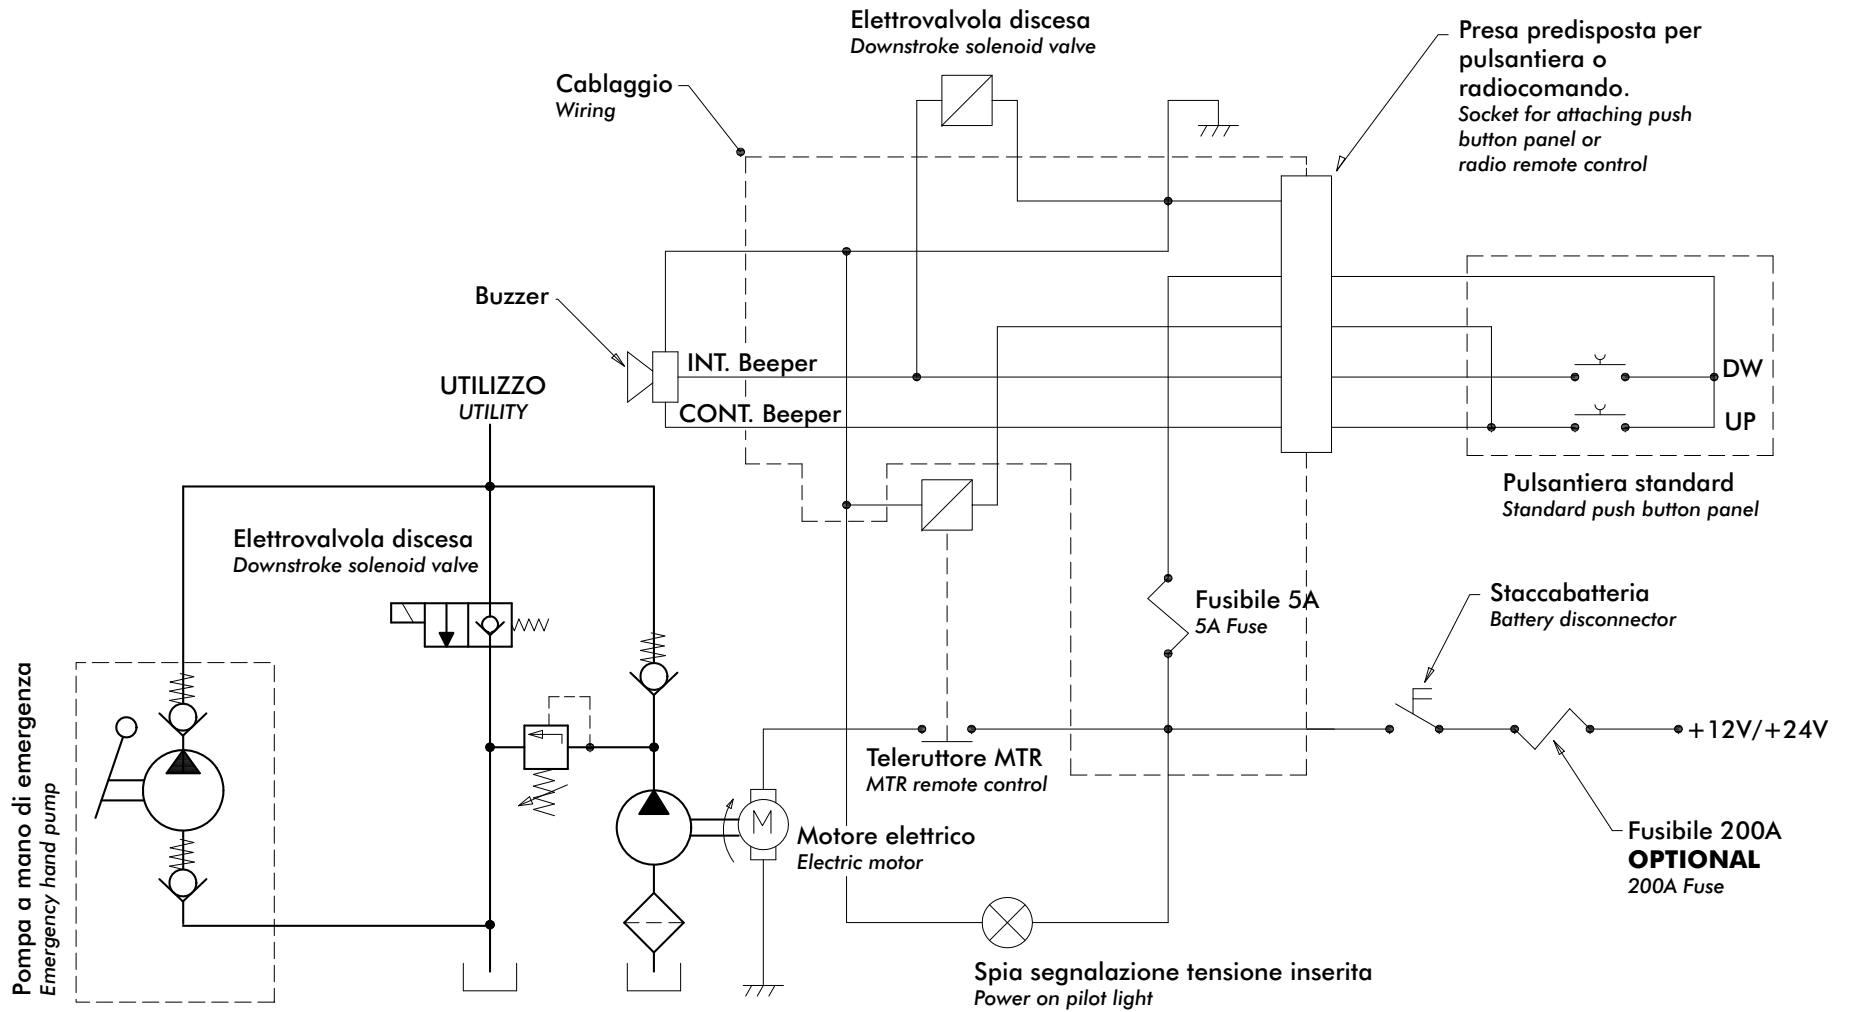 Elettrovalvola discesa
Downstroke solenoid valve
Presa predisposta per
pulsantiera o
radiocomando.
Socket for attaching push
button panel or
radio remote control
Cablaggio
Wiring
Buzzer
INT. Beeper
CONT. Beeper
DW
UP
UTILIZZO
UTILITY
Pulsantiera standard
Standard push button panel
Elettrovalvola discesa
Downstroke solenoid valve
Fusibile 5A
5A Fuse
Staccabatteria
Battery disconnector
+12V/+24V
Teleruttore MTR
MTR remote control
M
Motore elettrico
Electric motor
Fusibile 200A
OPTIONAL
200A Fuse
Pompa a mano di emergenza
Emergency hand pump
Spia segnalazione tensione inserita
Power on pilot light